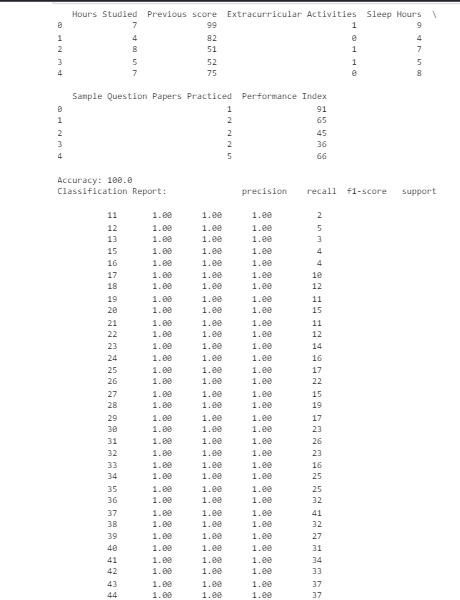 Hours Studied  Previous score  Extracurricular Activities  Sleep Hours  \
0  7  99  1  9
1  4  82  0  4
2  8  51  1  7
3  5  52  1  5
4  7  75  0  8
Sample Question Papers Practiced  Performance Index
0  1  91
1  2  65
2  2  45
3  2  36
4  5  66
Accuracy: 100.0
Classification Report:  precision  recall  f1-score  support
11  1.00  1.00  1.00  2
12  1.00  1.00  1.00  5
13  1.00  1.00  1.00  3
15  1.00  1.00  1.00  4
16  1.00  1.00  1.00  4
17  1.00  1.00  1.00  10
18  1.00  1.00  1.00  12
19  1.00  1.00  1.00  11
20  1.00  1.00  1.00  15
21  1.00  1.00  1.00  11
22  1.00  1.00  1.00  12
23  1.00  1.00  1.00  14
24  1.00  1.00  1.00  16
25  1.00  1.00  1.00  17
26  1.00  1.00  1.00  22
27  1.00  1.00  1.00  15
28  1.00  1.00  1.00  19
29  1.00  1.00  1.00  17
30  1.00  1.00  1.00  23
31  1.00  1.00  1.00  26
32  1.00  1.00  1.00  23
33  1.00  1.00  1.00  16
34  1.00  1.00  1.00  25
35  1.00  1.00  1.00  25
36  1.00  1.00  1.00  32
37  1.00  1.00  1.00  41
38  1.00  1.00  1.00  32
39  1.00  1.00  1.00  27
40  1.00  1.00  1.00  31
41  1.00  1.00  1.00  34
42  1.00  1.00  1.00  33
43  1.00  1.00  1.00  37
44  1.00  1.00  1.00  37